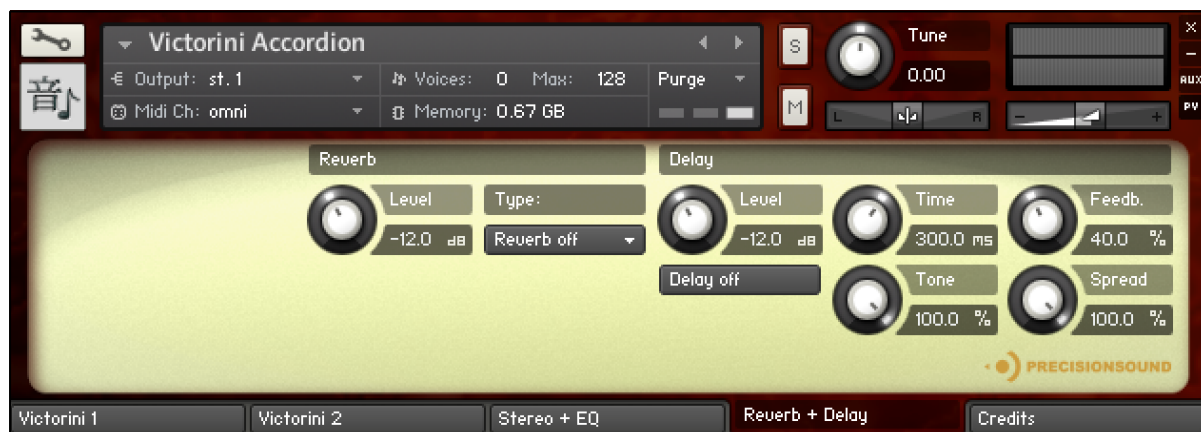 Victorini Accordion
S
Tune
×
-
Output: st. 1
Voices: 0 Max: 128
Purge
0.00
AUX
音
Midi Ch: omni
Memory: 0.67 GB
M
L
R
-
+
PV
Reverb
Delay
Level
Type:
Level
Time
Feedb.
-12.0 dB
Reverb off
-12.0 dB
300.0 ms
40.0 %
Delay off
Tone
Spread
100.0 %
100.0 %
PRECISIONSOUND
Victorini 1
Victorini 2
Stereo + EQ
Reverb + Delay
Credits